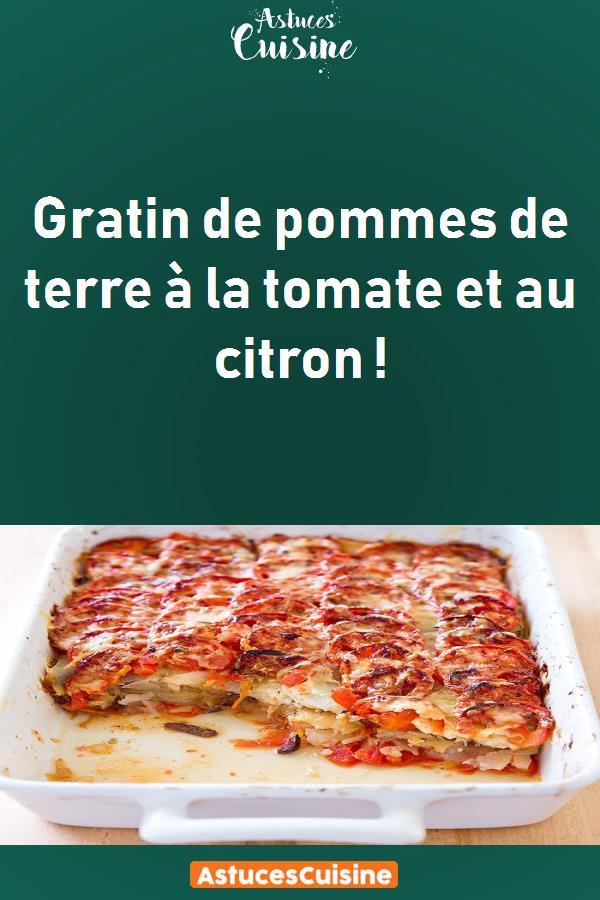 Astuces
Cuisine
Gratin de pommes de
terre à la tomate et au
citron !
AstucesCuisine